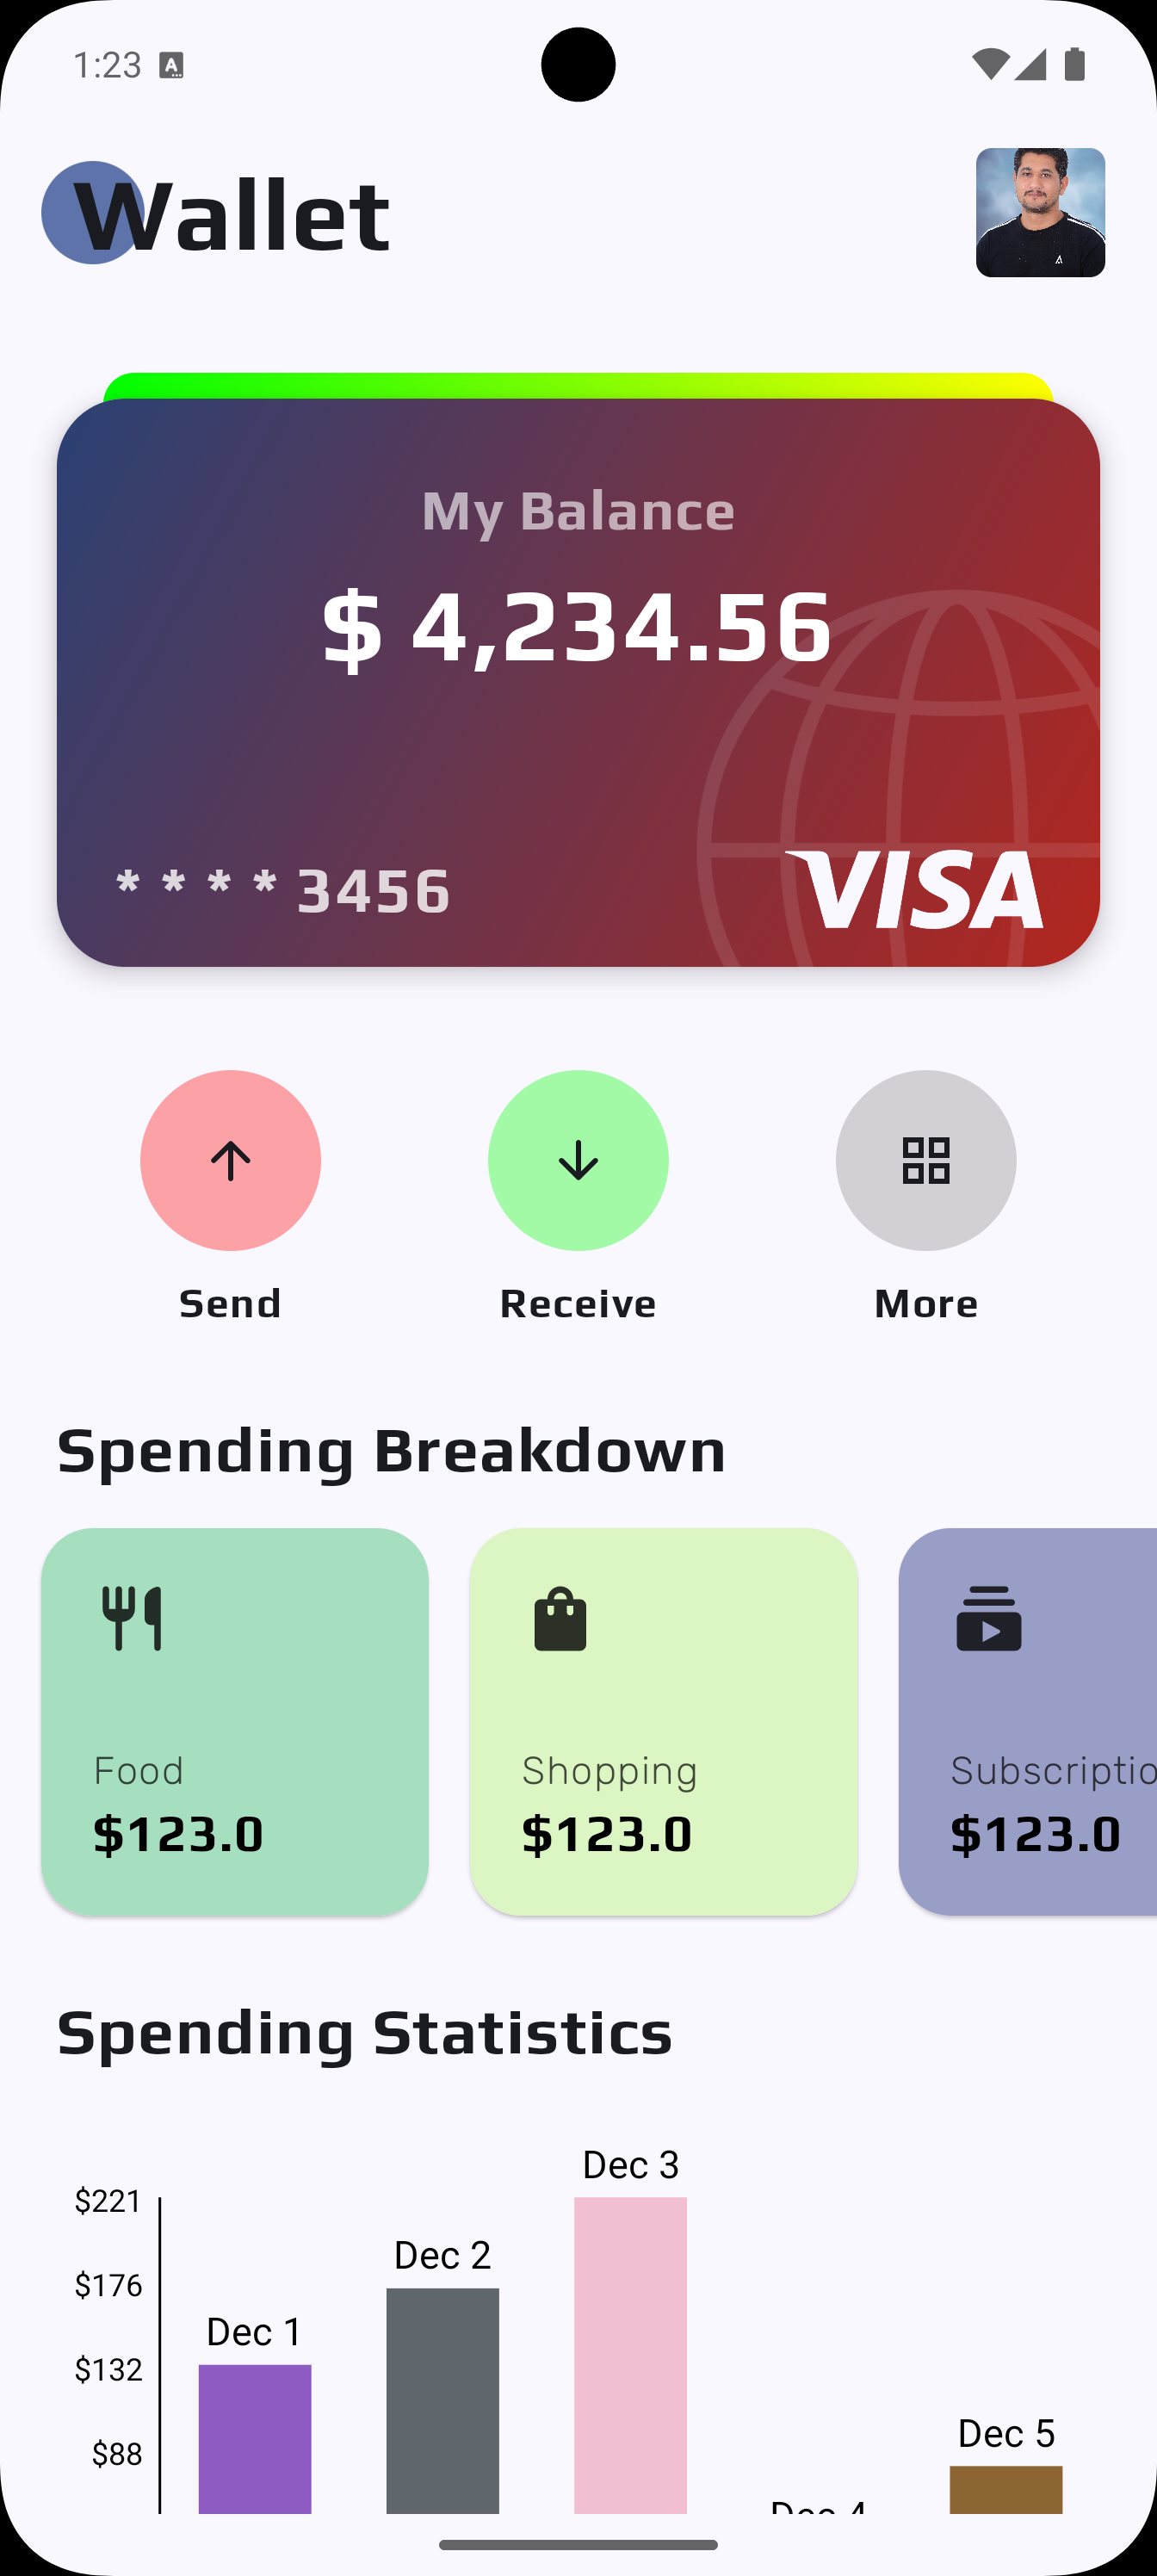 1:23
Wallet
My Balance
$ 4,234.56
* * * * 3456
VISA
Send Receive More
Spending Breakdown
Food Shopping Subscriptio
$123.0 $123.0 $123.0
Spending Statistics
Dec 3
$221
Dec 2
$176
Dec 1
$132
Dec 5
$88
Dec 4